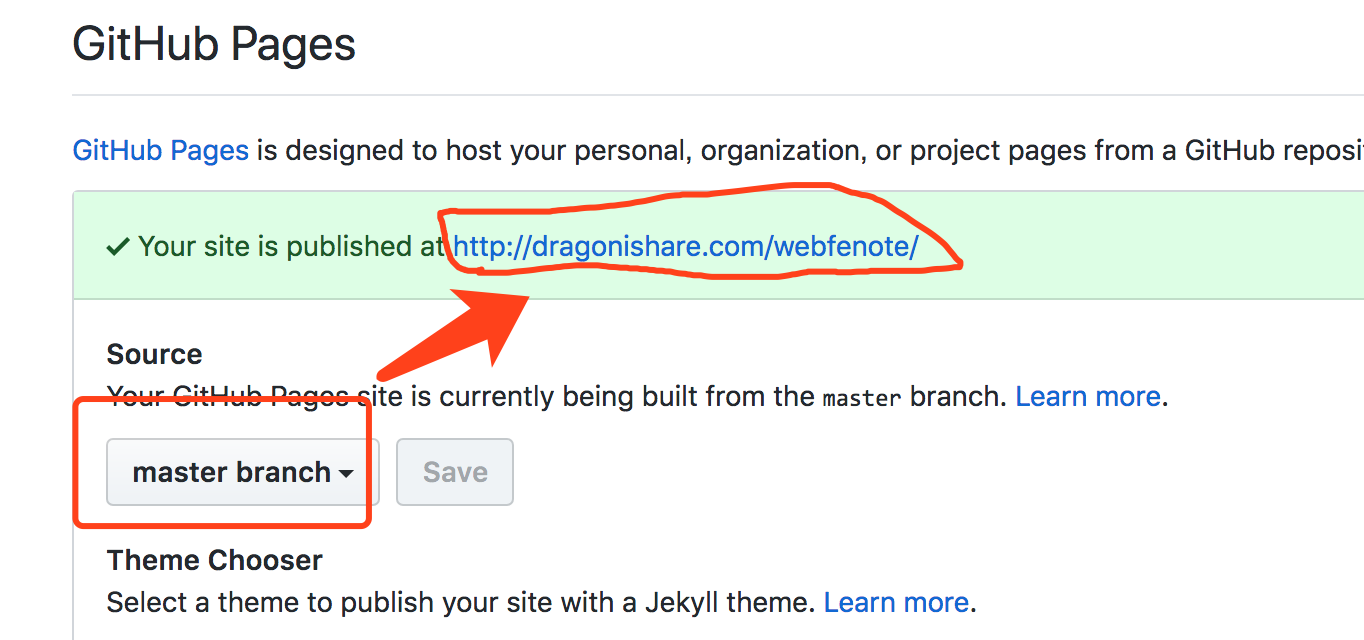 GitHub Pages
GitHub Pages is designed to host your personal, organization, or project pages from a GitHub
Your site is published at http://dragonishare.com/webfenote/
Source
Your GitHub Pages site is currently being built from the master branch. Learn more.
master branch
Save
Theme Chooser
Select a theme to publish your site with a Jekyll theme. Learn more.